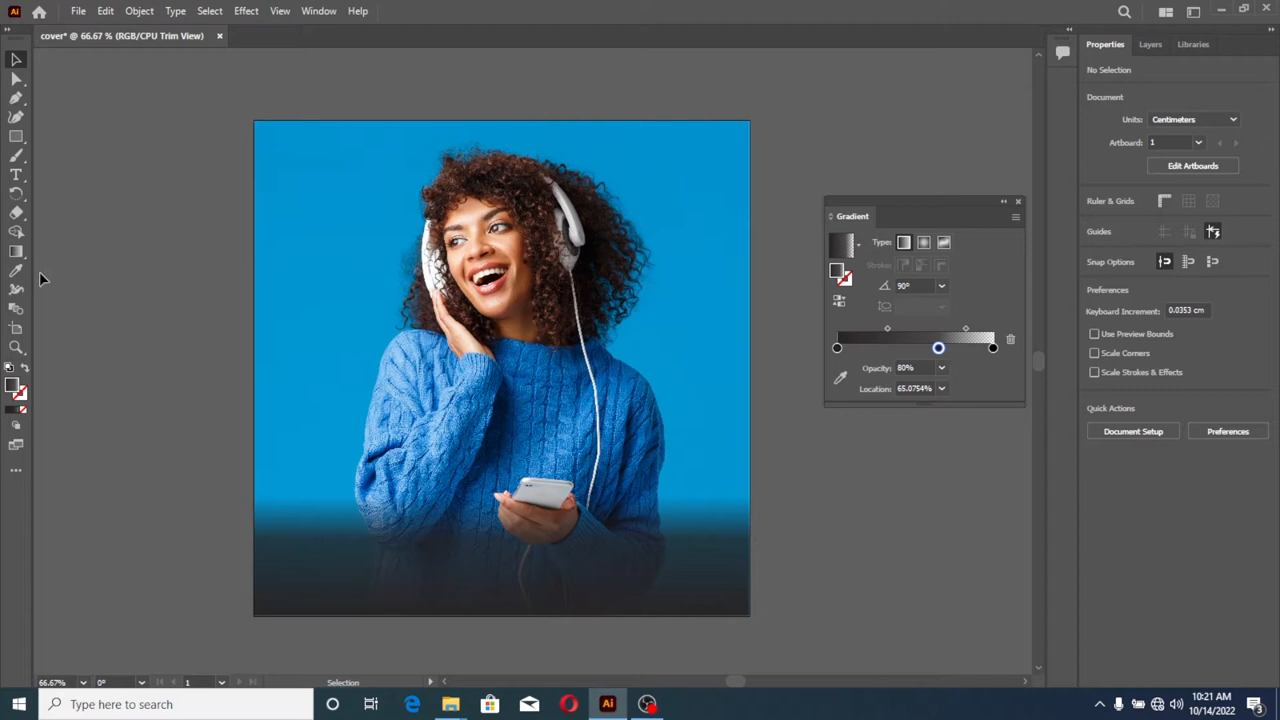 Ai File Edit Object Type Select Effect View Window Help
cover* @ 66.67 % (RGB/CPU Trim View) ×
Properties Layers Libraries
No Selection
Document
Units: Centimeters
Artboard: 1
Edit Artboards
Ruler & Grids
Guides
Snap Options
Preferences
Keyboard Increment: 0.0353 cm
Use Preview Bounds
Scale Corners
Scale Strokes & Effects
Quick Actions
Document Setup Preferences
Gradient
Type:
Stroke:
90°
Opacity: 80%
Location: 65.0754%
66.67% 0° 1 Selection
Type here to search
Ai
10:21 AM
10/14/2022
3